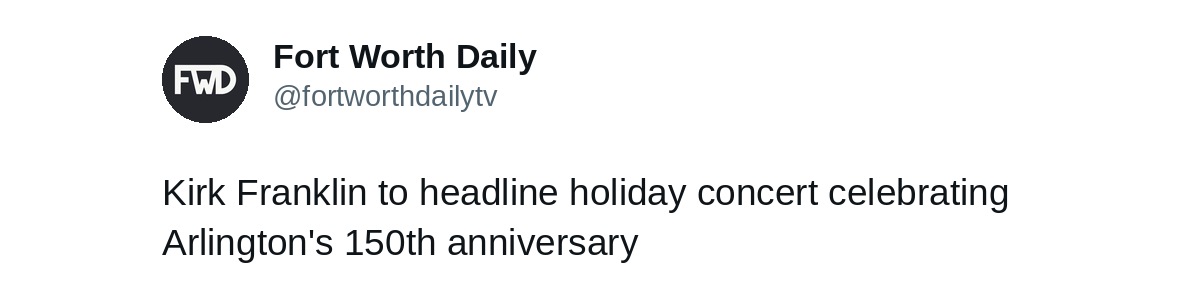 FWD
Fort Worth Daily
@fortworthdailytv
Kirk Franklin to headline holiday concert celebrating
Arlington's 150th anniversary